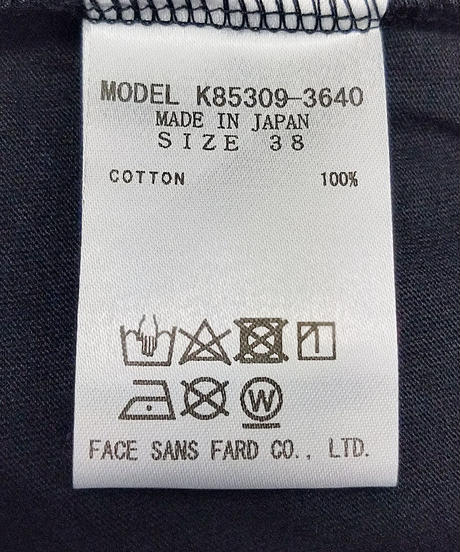 MODEL K85309-3640
MADE IN JAPAN
SIZE 38
COTTON 100%
W
FACE SANS FARD CO., LTD.